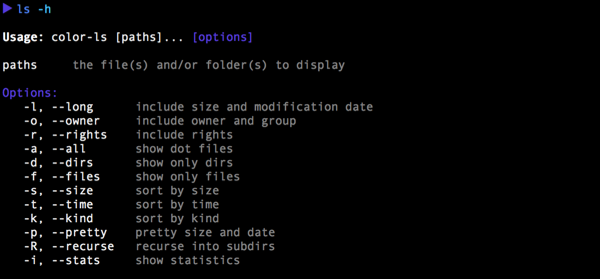 ▶ ls -h
Usage: color-ls [paths]... [options]
paths     the file(s) and/or folder(s) to display
Options:
-l, --long      include size and modification date
-o, --owner     include owner and group
-r, --rights    include rights
-a, --all       show dot files
-d, --dirs      show only dirs
-f, --files     show only files
-s, --size      sort by size
-t, --time      sort by time
-k, --kind      sort by kind
-p, --pretty    pretty size and date
-R, --recurse   recurse into subdirs
-i, --stats     show statistics